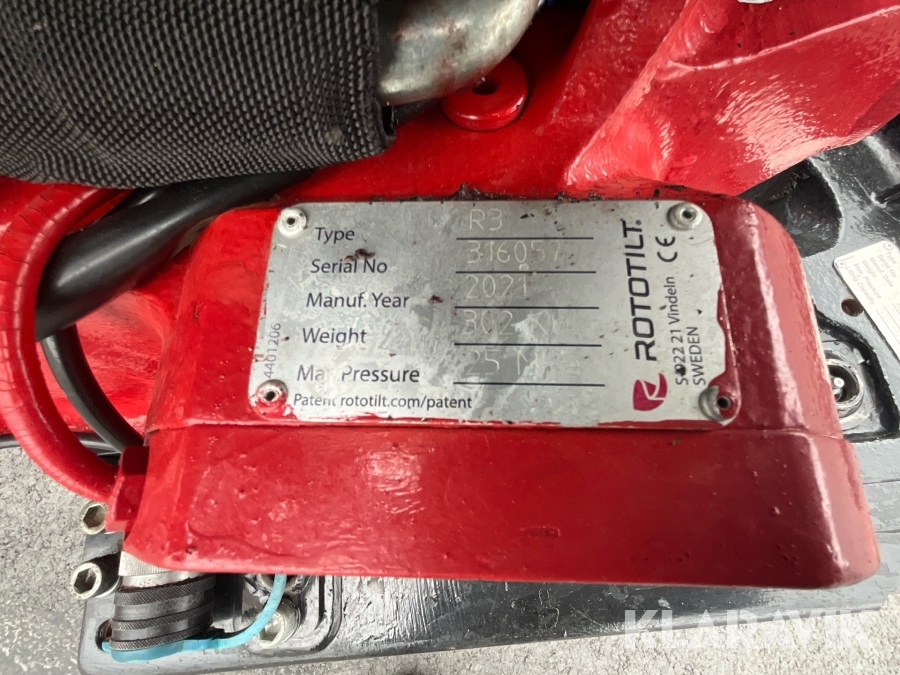 Type R3
Serial No 316057
Manuf. Year 2021
Weight 302
Max Pressure 25
Patent rototilt.com/patent
4401206
ROTOTILT®
CE
S-922 21 Vindeln
SWEDEN
KLARAVIK